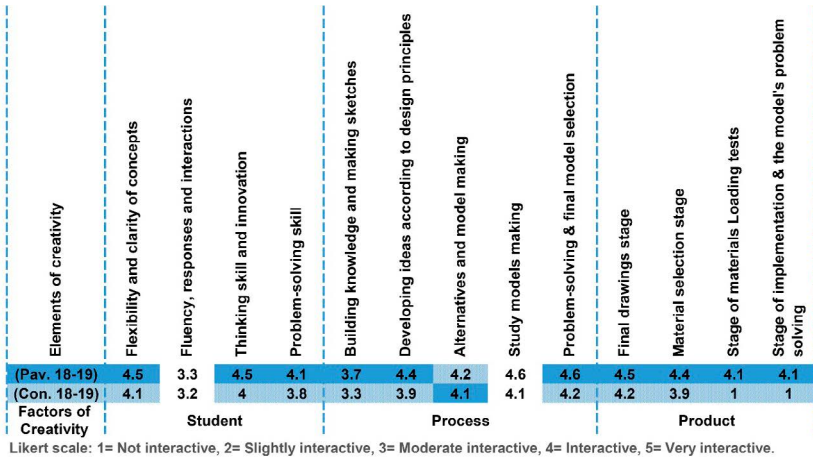 Elements of creativity
Flexibility and clarity of concepts
Fluency, responses and interactions
Thinking skill and innovation
Problem-solving skill
Building knowledge and making sketches
Developing ideas according to design principles
Alternatives and model making
Study models making
Problem-solving & final model selection
Final drawings stage
Material selection stage
Stage of materials Loading tests
Stage of implementation & the model's problem
solving
(Pav. 18-19) 4.5 3.3 4.5 4.1 3.7 4.4 4.2 4.6 4.6 4.5 4.4 4.1 4.1
(Con. 18-19) 4.1 3.2 4 3.8 3.3 3.9 4.1 4.1 4.2 4.2 3.9 1 1
Factors of
Creativity
Student Process Product
Likert scale: 1= Not interactive, 2= Slightly interactive, 3= Moderate interactive, 4= Interactive, 5= Very interactive.